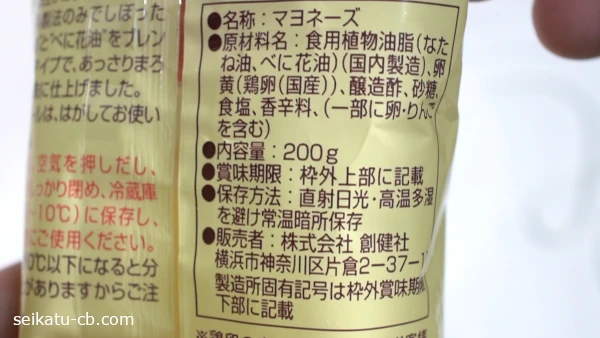 製法のみでしぼった
と"べに花油"をブレン
イプで、あっさりまろ
に仕上げました。
ルは、はがしてお使い
空気を押しだし、
っかり閉め、冷蔵庫
~10℃)に保存し、
にご使用ください。
0℃以下になると分
がありますからご注
●名称：マヨネーズ
●原材料名：食用植物油脂(なた
ね油、べに花油)(国内製造)、卵
黄(鶏卵(国産))、醸造酢、砂糖、
食塩、香辛料、(一部に卵・りんご
を含む)
●内容量：200g
●賞味期限：枠外上部に記載
●保存方法：直射日光・高温多湿
を避け常温暗所保存
●販売者：株式会社 創健社
横浜市神奈川区片倉2-37-1
製造所固有記号は枠外賞味期限
下部に記載
seikatu-cb.com